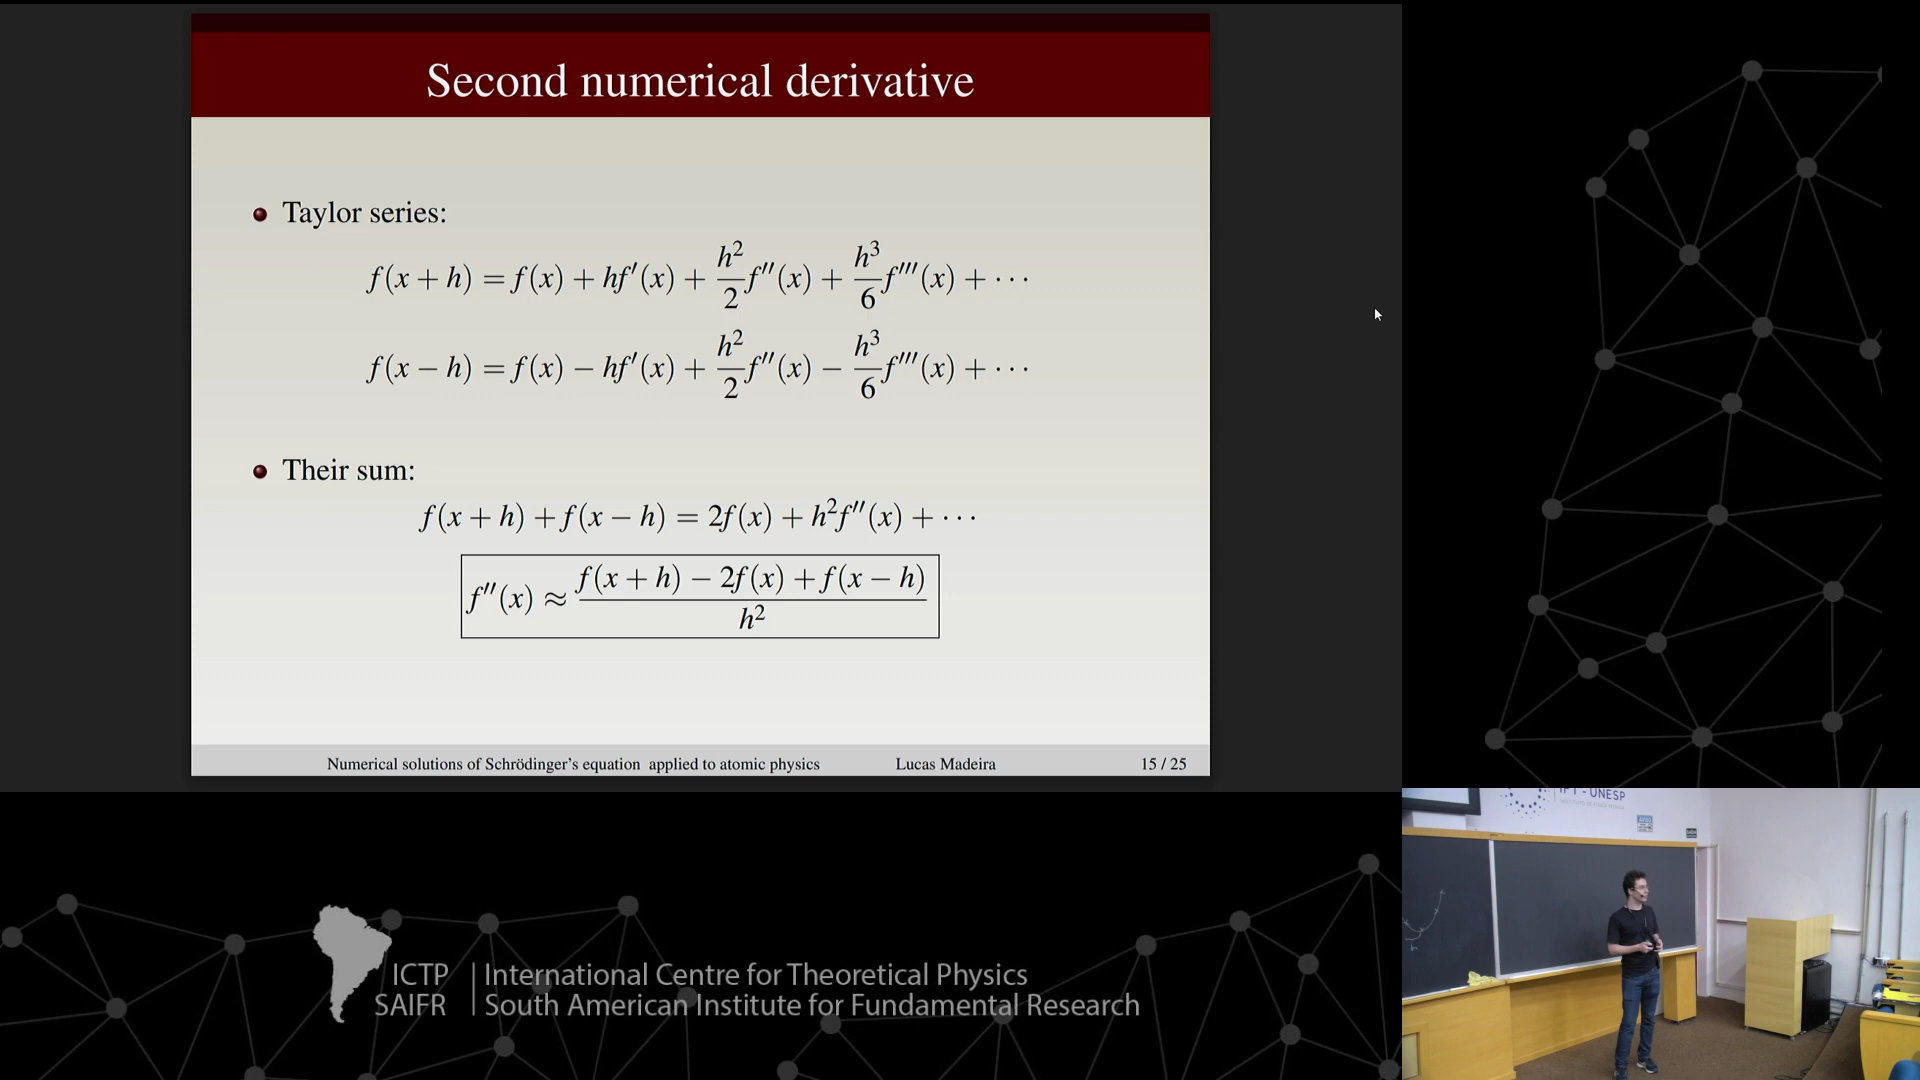 Second numerical derivative
Taylor series:
f(x + h) = f(x) + hf′(x) + h²/2 f″(x) + h³/6 f‴(x) + ⋯
f(x − h) = f(x) − hf′(x) + h²/2 f″(x) − h³/6 f‴(x) + ⋯
Their sum:
f(x + h) + f(x − h) = 2f(x) + h²f″(x) + ⋯
f″(x) ≈ f(x + h) − 2f(x) + f(x − h) / h²
Numerical solutions of Schrödinger's equation applied to atomic physics Lucas Madeira 15 / 25
IFT - UNESP
ICTP | International Centre for Theoretical Physics
SAIFR | South American Institute for Fundamental Research